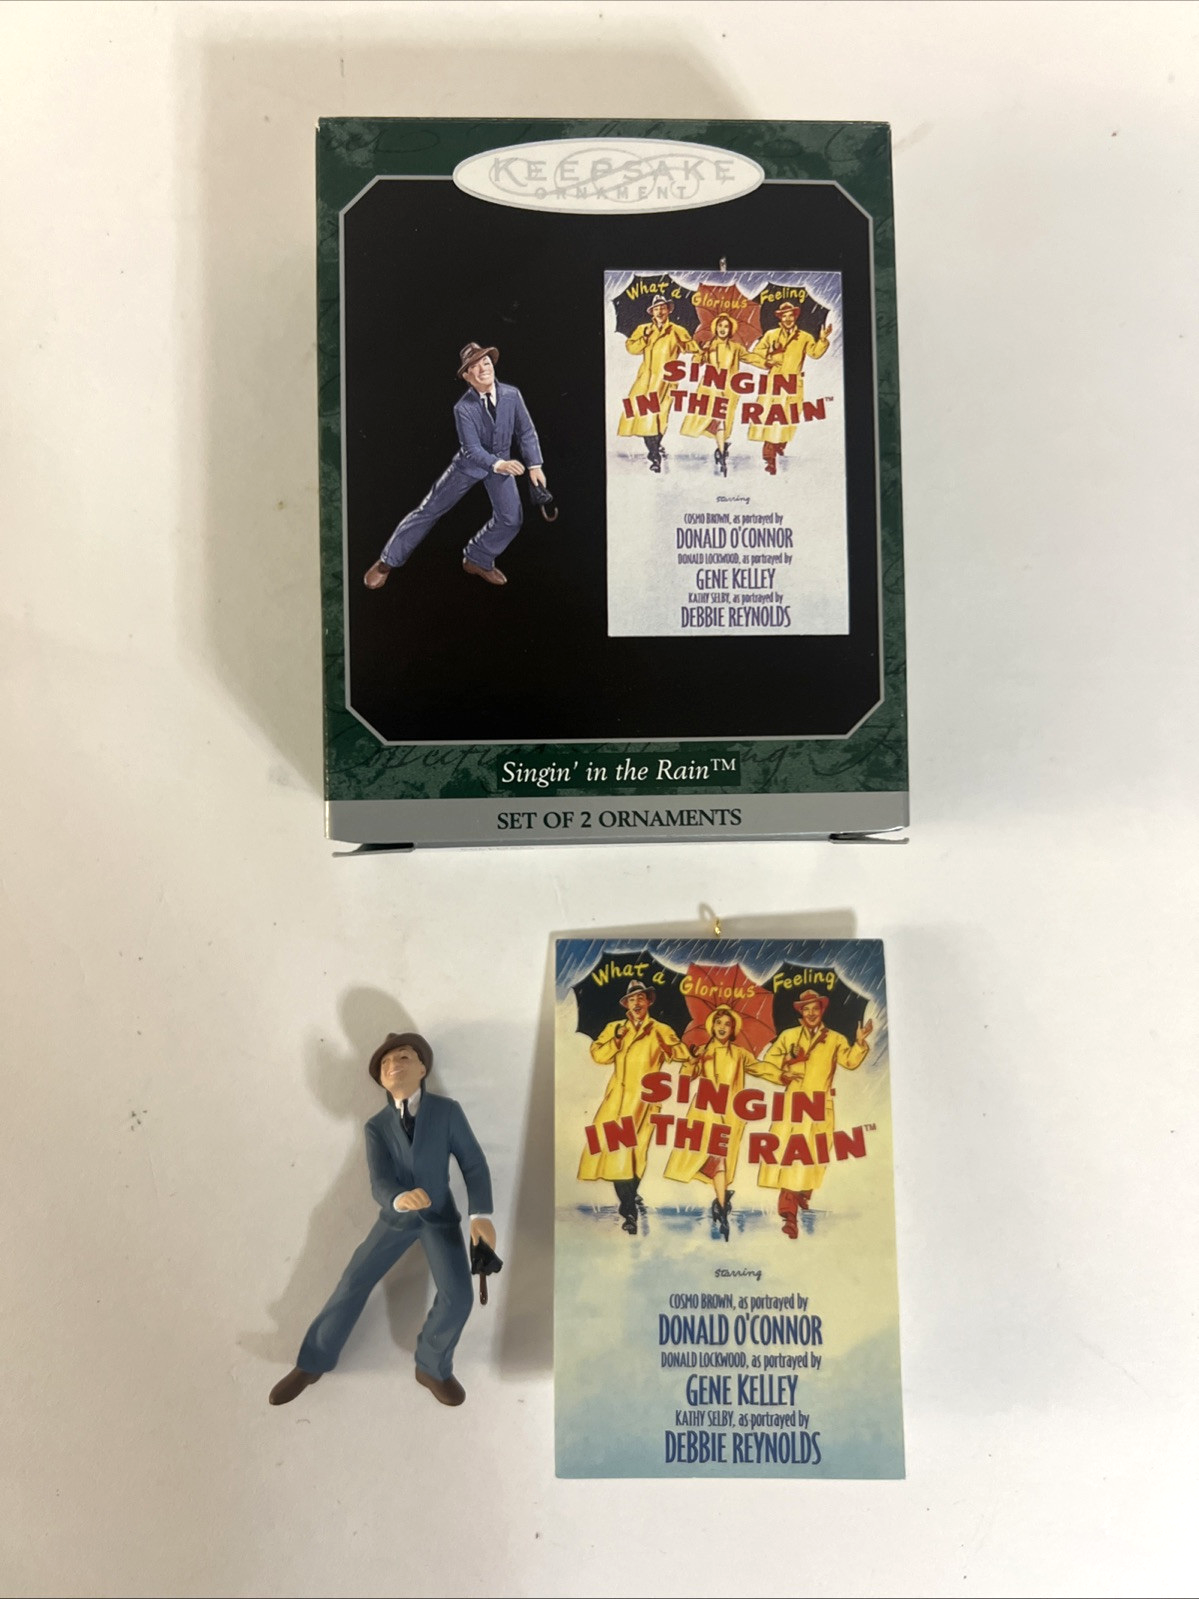 KEEPSAKE
ORNAMENT
What a Glorious Feeling
SINGIN'
IN THE RAIN™
starring
COSMO BROWN, as portrayed by
DONALD O'CONNOR
DONALD LOCKWOOD, as portrayed by
GENE KELLEY
KATHY SELBY, as portrayed by
DEBBIE REYNOLDS
Singin' in the Rain™
SET OF 2 ORNAMENTS
What a Glorious Feeling
SINGIN'
IN THE RAIN™
starring
COSMO BROWN, as portrayed by
DONALD O'CONNOR
DONALD LOCKWOOD, as portrayed by
GENE KELLEY
KATHY SELBY, as portrayed by
DEBBIE REYNOLDS